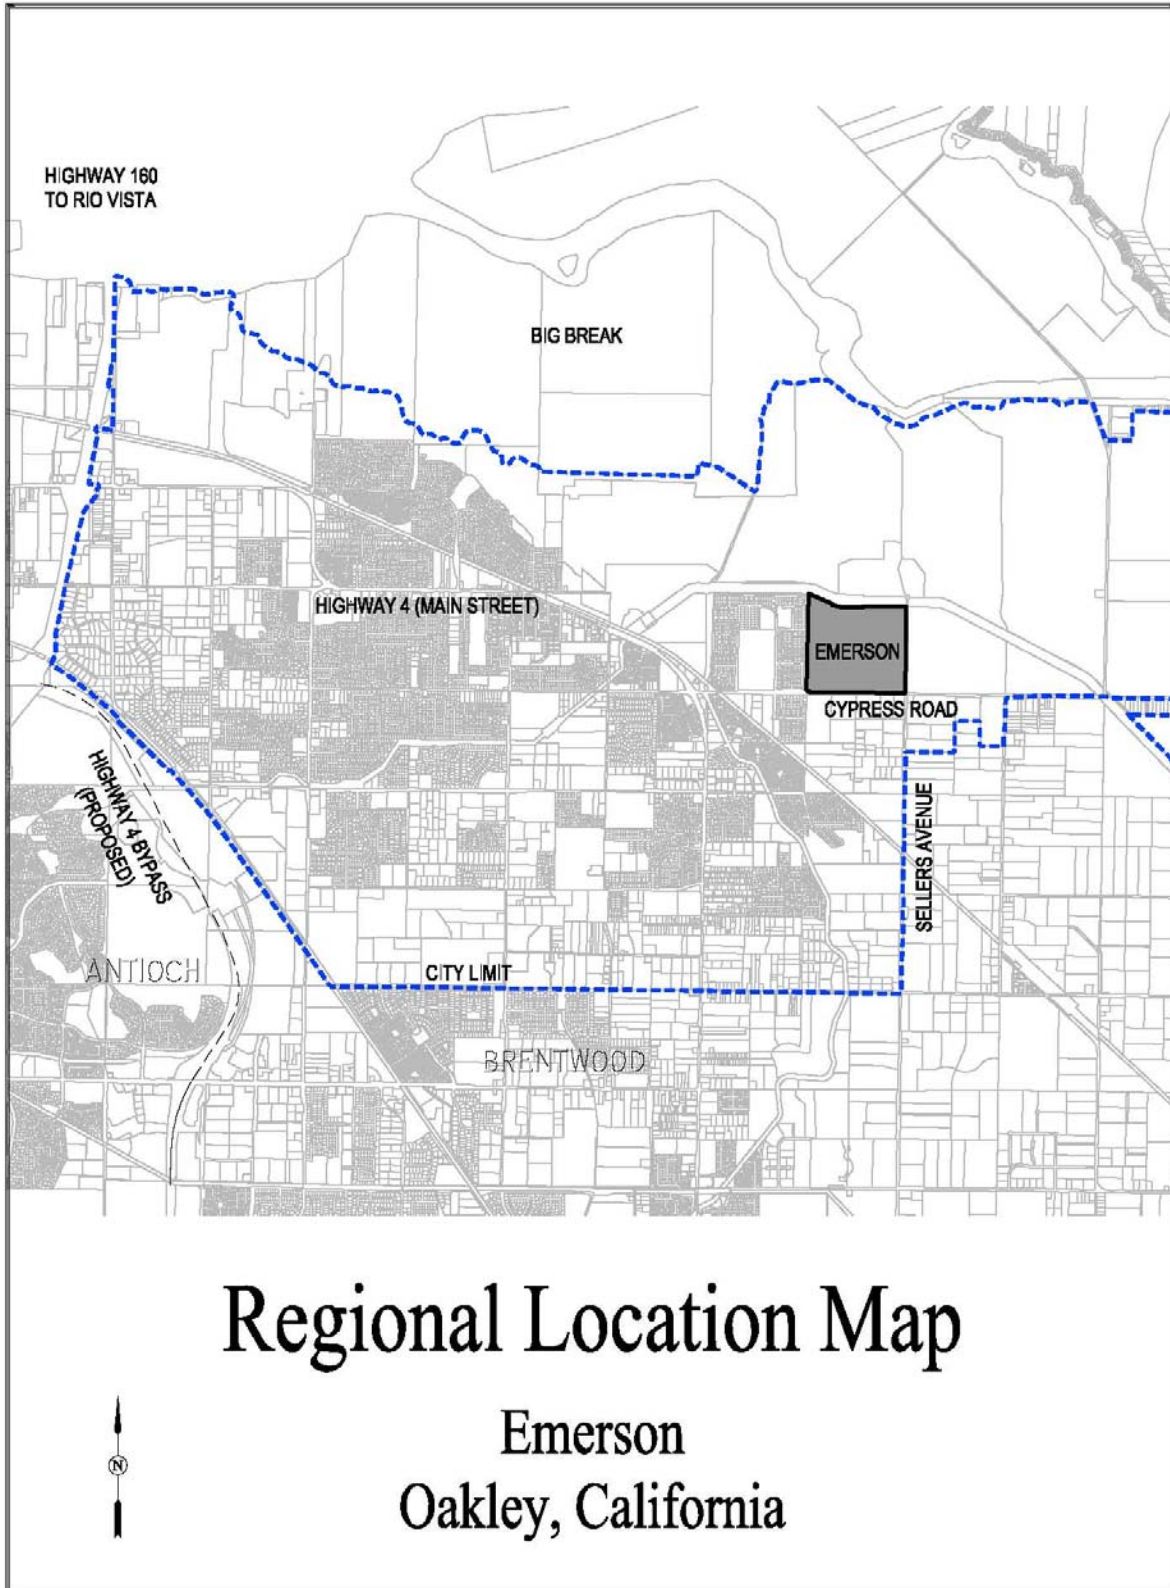 HIGHWAY 160
TO RIO VISTA
BIG BREAK
HIGHWAY 4 (MAIN STREET)
EMERSON
CYPRESS ROAD
HIGHWAY 4 BYPASS
(PROPOSED)
SELLERS AVENUE
ANTIOCH
CITY LIMIT
BRENTWOOD
Regional Location Map
Emerson
N
Oakley, California